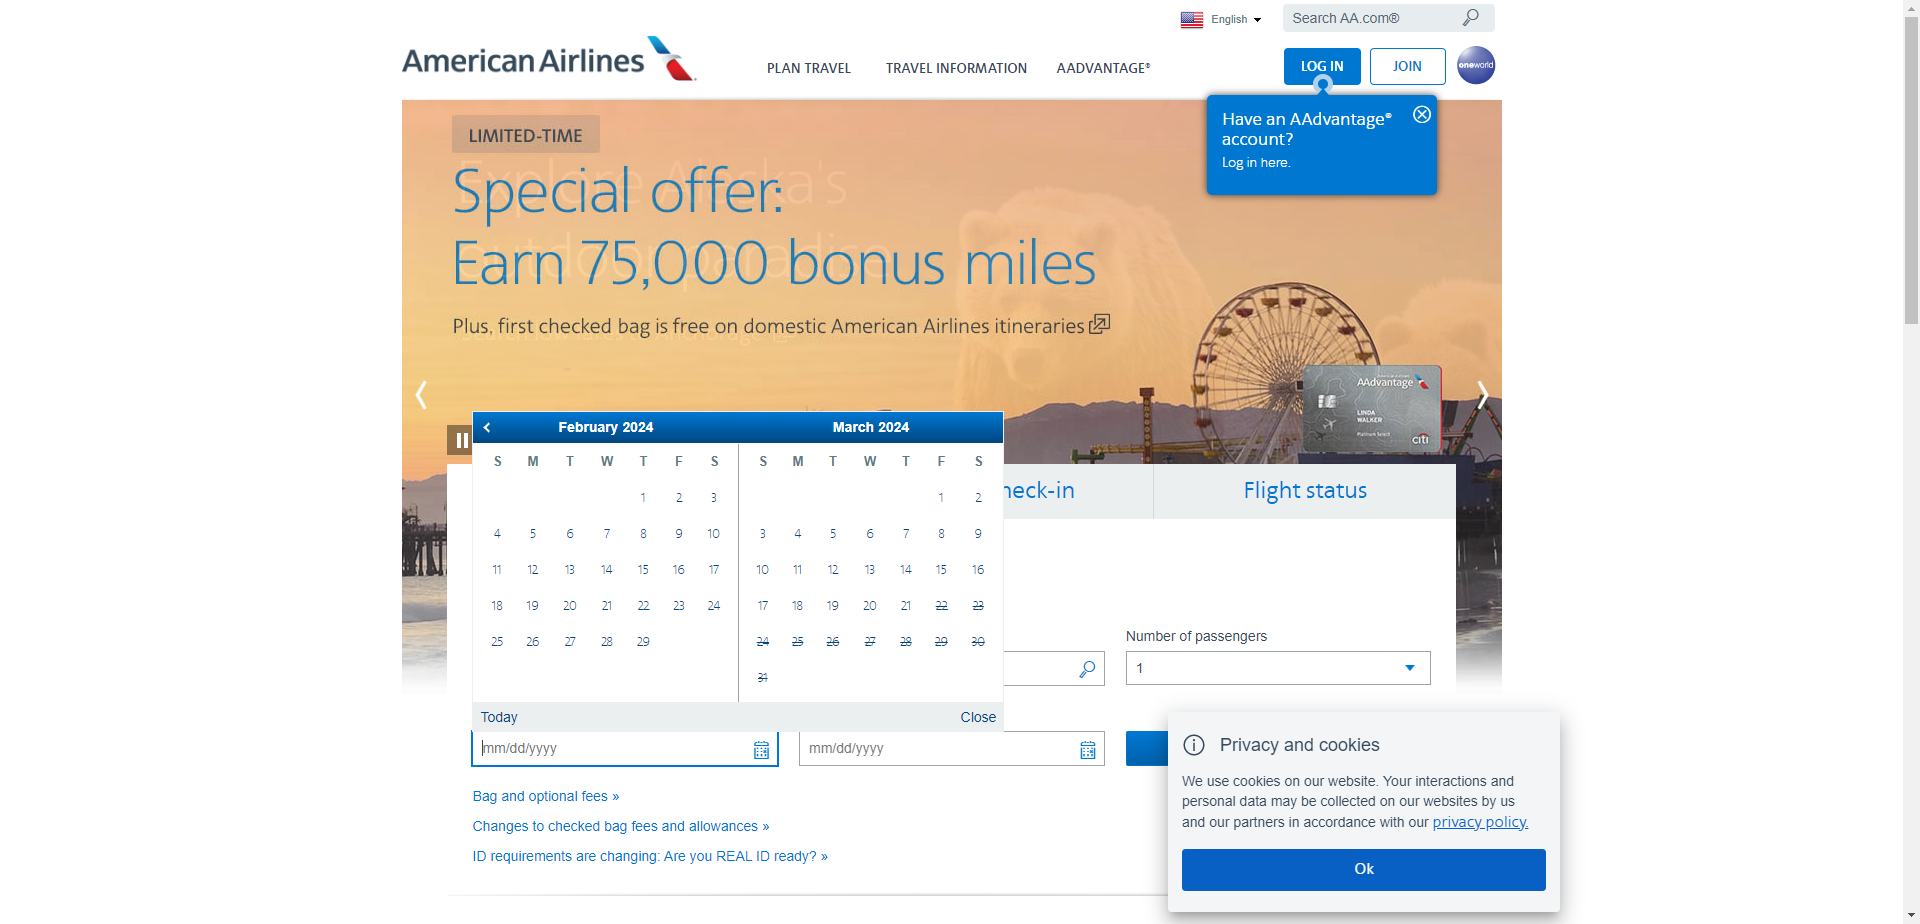 English
Search AA.com®
American Airlines
PLAN TRAVEL
TRAVEL INFORMATION
AADVANTAGE®
LOG IN
JOIN
oneworld
Have an AAdvantage®
account?
Log in here.
LIMITED-TIME
Explore Alaska's
outdoor paradise
Special offer:
Earn 75,000 bonus miles
Plus, first checked bag is free on domestic American Airlines itineraries
AAdvantage
LINDA
WALKER
Platinum Select
citi
February 2024
March 2024
S M T W T F S
S M T W T F S
1 2 3
1 2
4 5 6 7 8 9 10
3 4 5 6 7 8 9
11 12 13 14 15 16 17
10 11 12 13 14 15 16
18 19 20 21 22 23 24
17 18 19 20 21 22 23
25 26 27 28 29
24 25 26 27 28 29 30
31
Today
Close
heck-in
Flight status
Number of passengers
1
mm/dd/yyyy
mm/dd/yyyy
Bag and optional fees »
Changes to checked bag fees and allowances »
ID requirements are changing: Are you REAL ID ready? »
Privacy and cookies
We use cookies on our website. Your interactions and
personal data may be collected on our websites by us
and our partners in accordance with our privacy policy.
Ok